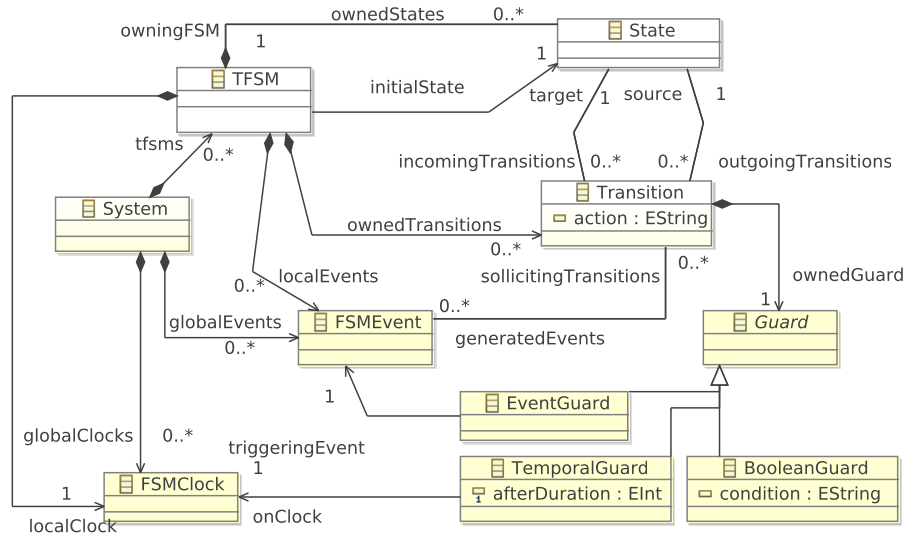 ownedStates 0..*
owningFSM
1
State
1
TFSM
initialState
target 1 source 1
tfsms
0..*
incomingTransitions 0..* 0..* outgoingTransitions
System
Transition
action : EString
ownedTransitions
0..*
0..*
localEvents
sollicitingTransitions
0..*
ownedGuard
0..*
1
globalEvents
FSMEvent
Guard
0..*
generatedEvents
1
EventGuard
globalClocks 0..*
triggeringEvent
1
TemporalGuard
BooleanGuard
FSMClock
afterDuration : EInt
condition : EString
1
localClock
onClock